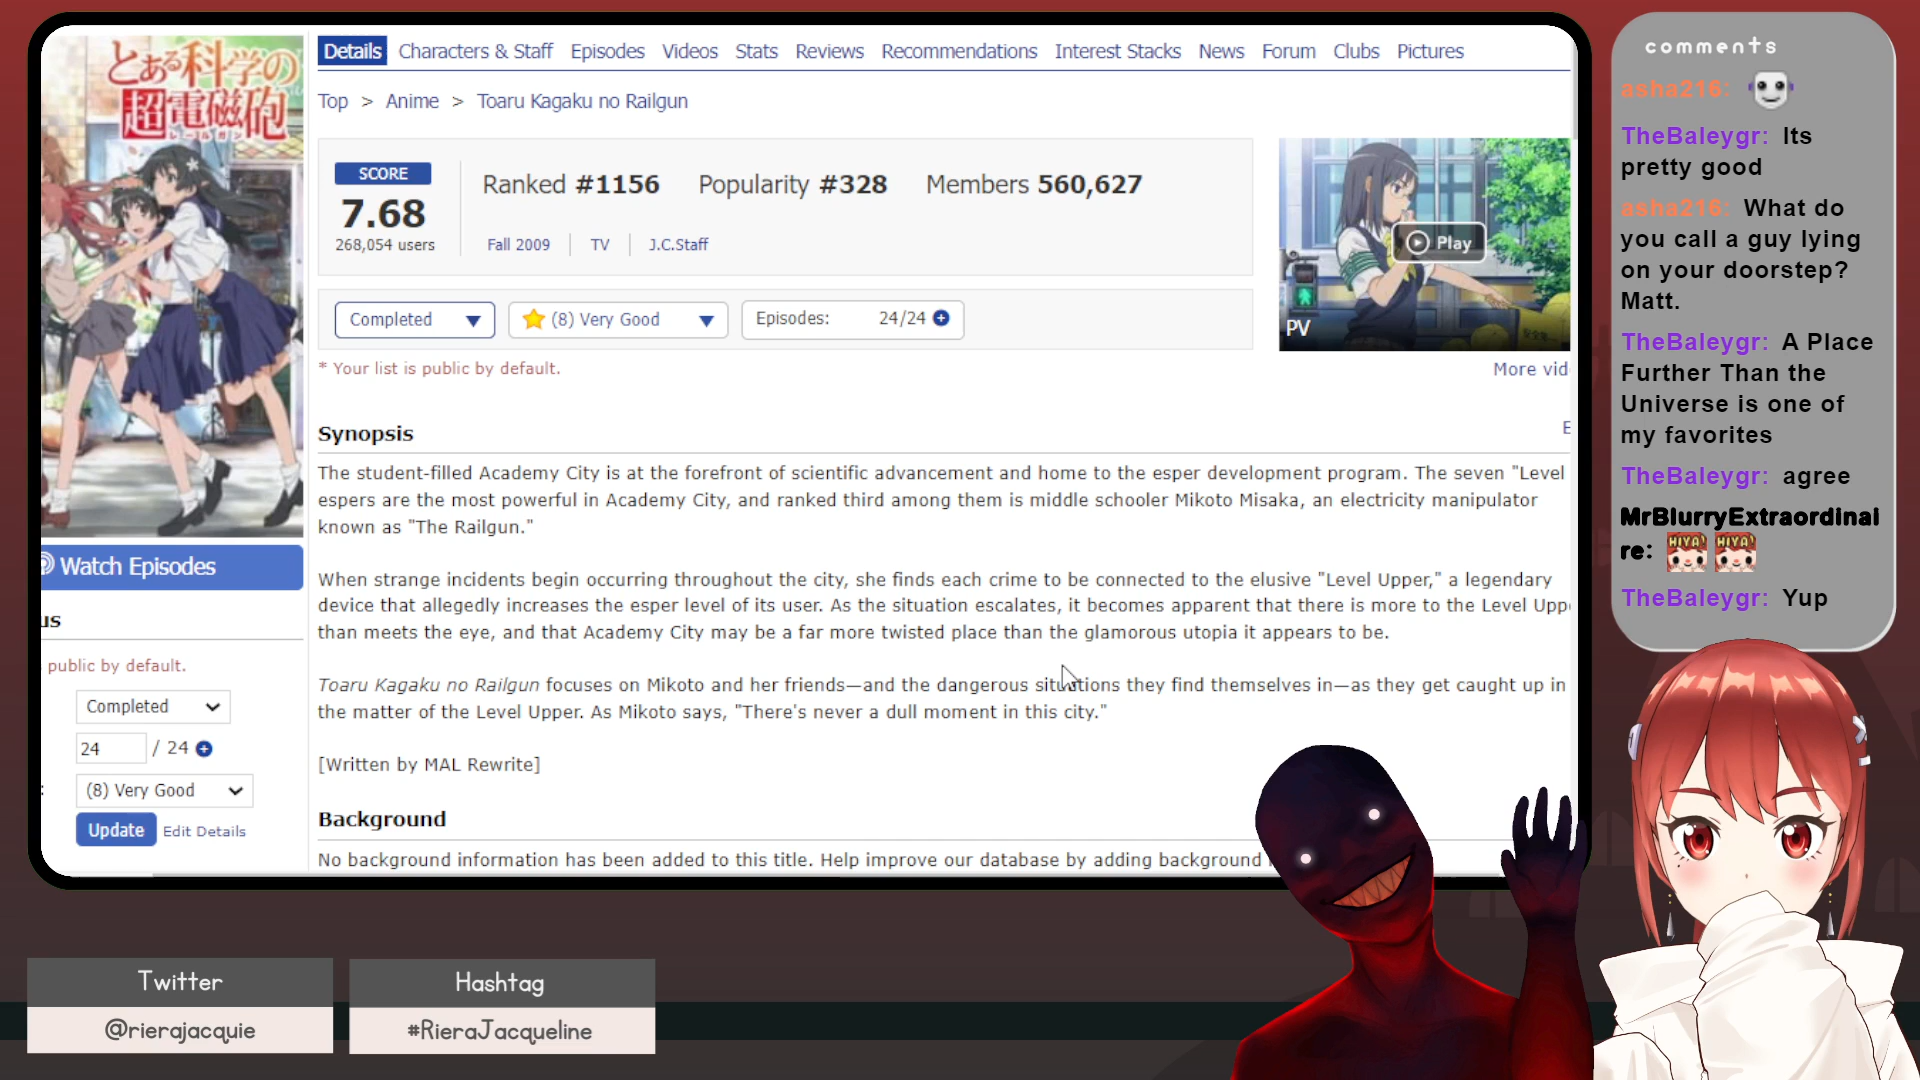 とある科学の
超電磁砲
レールガン
Details Characters & Staff Episodes Videos Stats Reviews Recommendations Interest Stacks News Forum Clubs Pictures
Top > Anime > Toaru Kagaku no Railgun
SCORE
7.68
268,054 users
Ranked #1156 Popularity #328 Members 560,627
Fall 2009 TV J.C.Staff
Completed (8) Very Good Episodes: 24/24
* Your list is public by default.
Play
PV
More vid
Synopsis E
The student-filled Academy City is at the forefront of scientific advancement and home to the esper development program. The seven "Level
espers are the most powerful in Academy City, and ranked third among them is middle schooler Mikoto Misaka, an electricity manipulator
known as "The Railgun."
When strange incidents begin occurring throughout the city, she finds each crime to be connected to the elusive "Level Upper," a legendary
device that allegedly increases the esper level of its user. As the situation escalates, it becomes apparent that there is more to the Level Upp
than meets the eye, and that Academy City may be a far more twisted place than the glamorous utopia it appears to be.
Toaru Kagaku no Railgun focuses on Mikoto and her friends—and the dangerous situations they find themselves in—as they get caught up in
the matter of the Level Upper. As Mikoto says, "There's never a dull moment in this city."
[Written by MAL Rewrite]
Background
No background information has been added to this title. Help improve our database by adding background
Watch Episodes
us
public by default.
Completed
24 / 24
: (8) Very Good
Update Edit Details
comments
asha216:
TheBaleygr: Its
pretty good
asha216: What do
you call a guy lying
on your doorstep?
Matt.
TheBaleygr: A Place
Further Than the
Universe is one of
my favorites
TheBaleygr: agree
MrBlurryExtraordinai
re: HIYA! HIYA!
TheBaleygr: Yup
Twitter
@rierajacquie
Hashtag
#RieraJacqueline